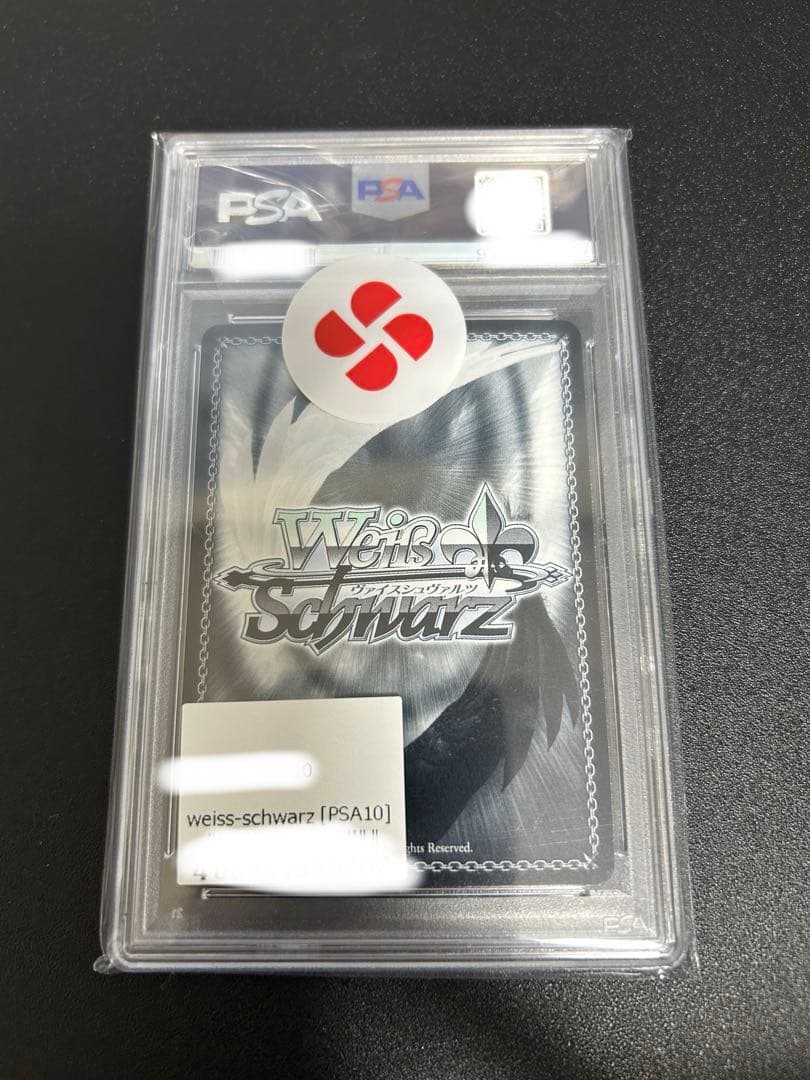 PSA
PSA
Weiß
ヴァイスシュヴァルツ
Schwarz
0
weiss-schwarz [PSA10]
Reserved.
PSA